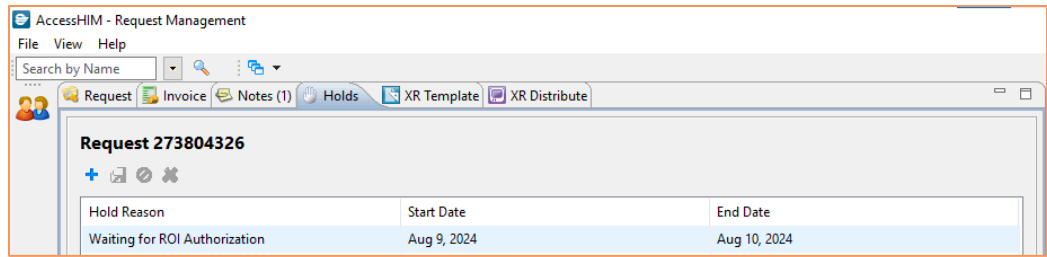 AccessHIM - Request Management
File View Help
Search by Name
Request Invoice Notes (1) Holds XR Template XR Distribute
Request 273804326
Hold Reason Start Date End Date
Waiting for ROI Authorization Aug 9, 2024 Aug 10, 2024